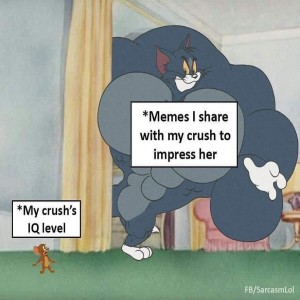 *Memes I share
with my crush to
impress her
*My crush's
IQ level
FB/SarcasmLol